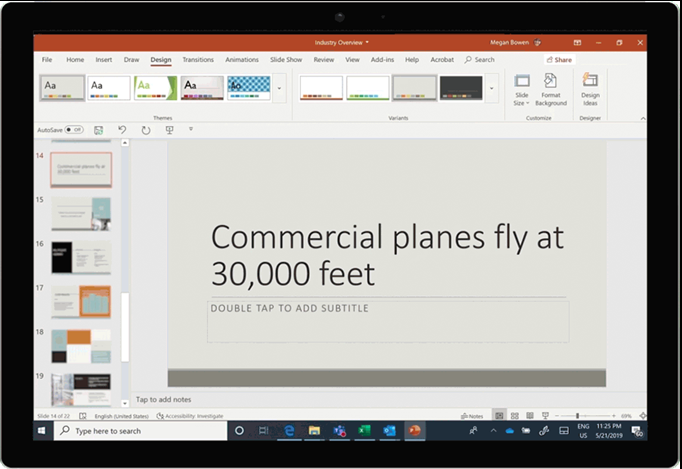 Industry Overview
Megan Bowen
File Home Insert Draw Design Transitions Animations Slide Show Review View Add-ins Help Acrobat Search Share
Aa Aa Aa Aa Aa
Slide Size Format Background Design Ideas
Themes Variants Customize Designer
AutoSave Off
14
Commercial planes fly at 30,000 feet
15
16
17
18
19
Commercial planes fly at
30,000 feet
DOUBLE TAP TO ADD SUBTITLE
Tap to add notes
Slide 14 of 22 English (United States) Accessibility: Investigate Notes 69%
Type here to search
ENG US
11:25 PM
5/21/2019